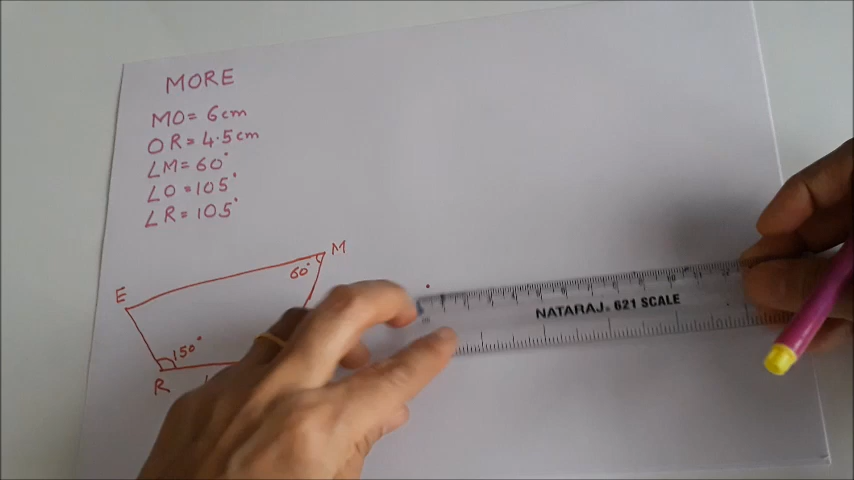 MORE
MO = 6cm
OR = 4.5cm
∠M = 60°
∠O = 105°
∠R = 105°
M
60°
E
150°
R
NATARAJ® 621 SCALE